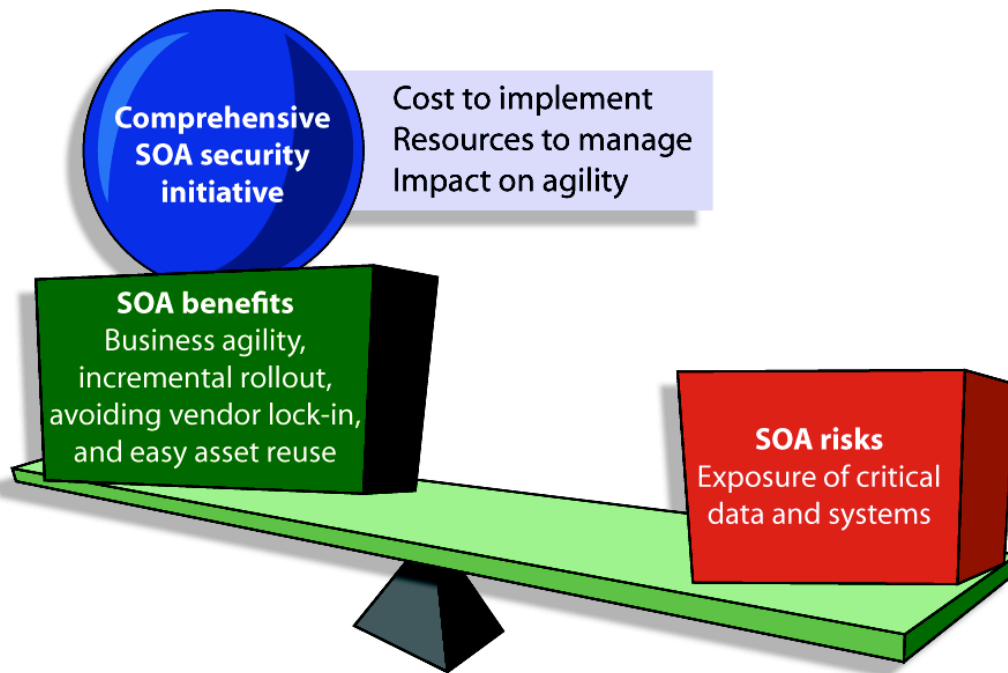 Comprehensive
SOA security
initiative
Cost to implement
Resources to manage
Impact on agility
SOA benefits
Business agility,
incremental rollout,
avoiding vendor lock-in,
and easy asset reuse
SOA risks
Exposure of critical
data and systems